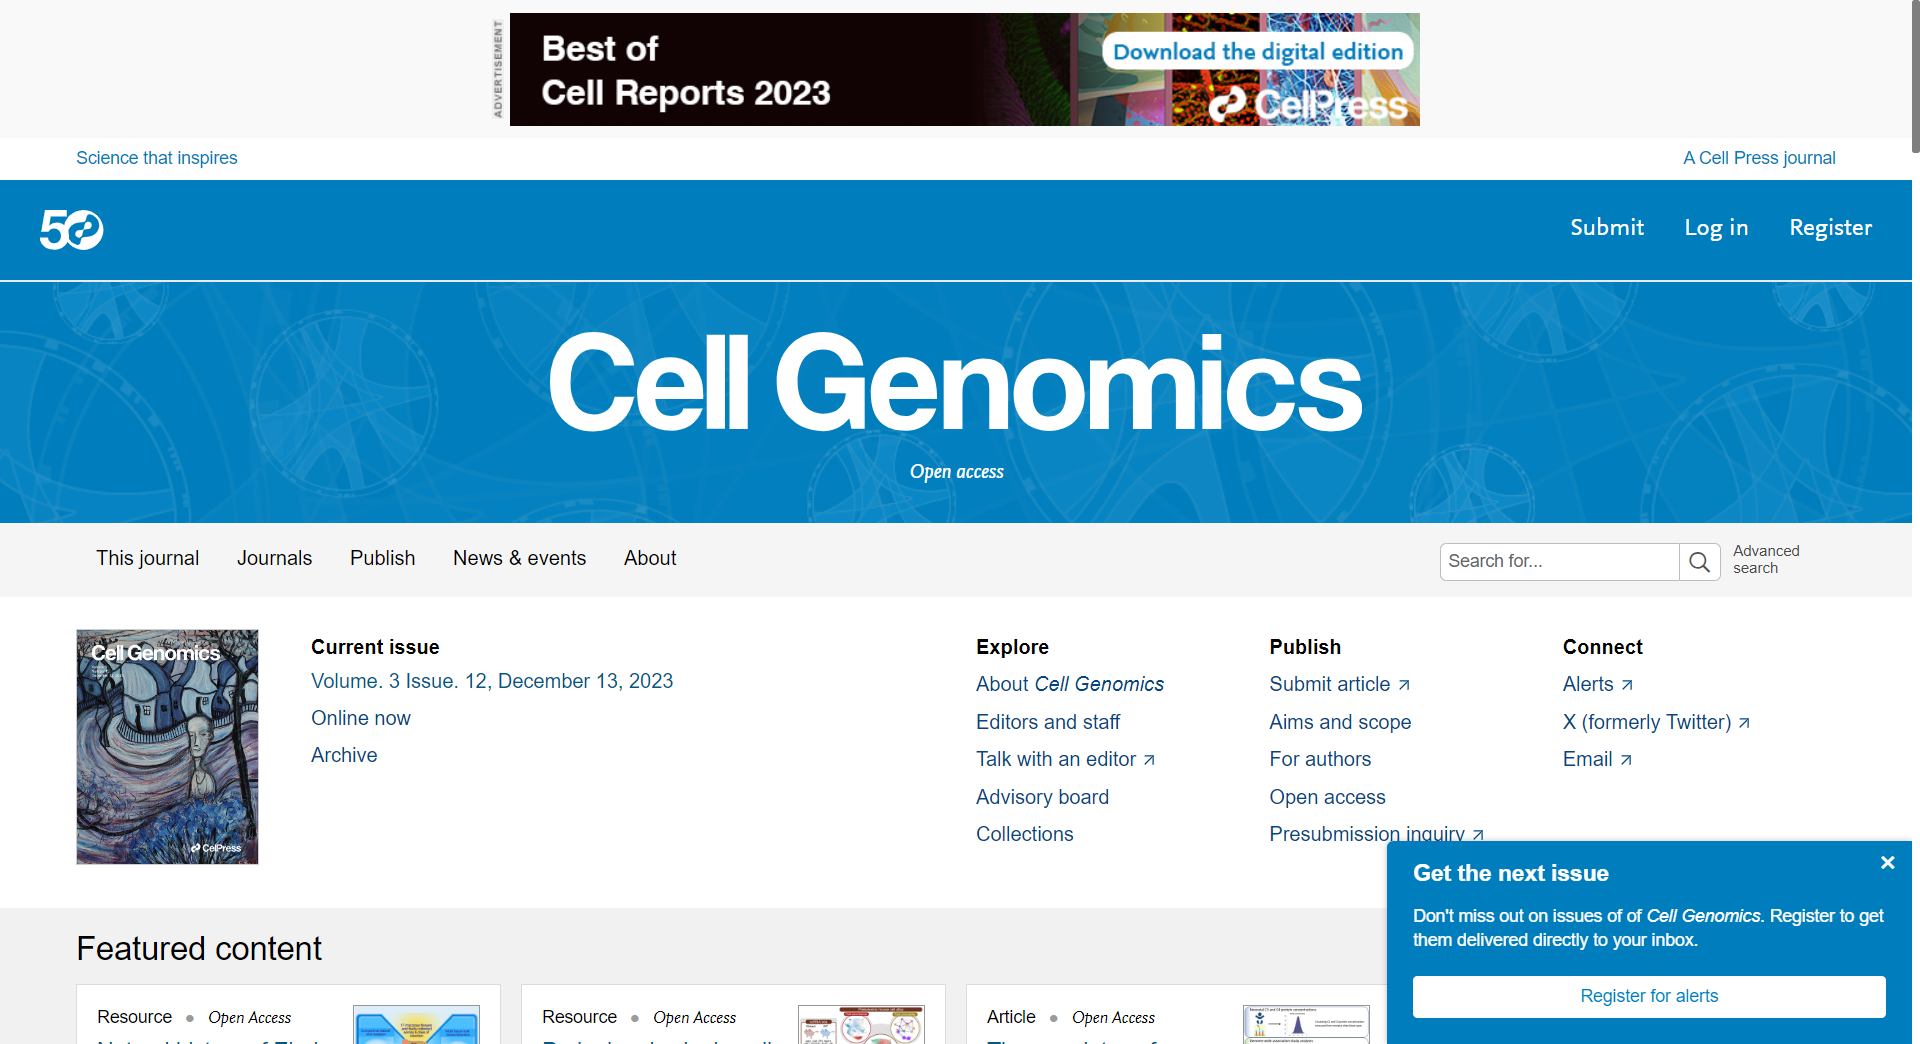 ADVERTISEMENT
Best of
Cell Reports 2023
Download the digital edition
CellPress
Science that inspires
A Cell Press journal
50
Submit
Log in
Register
Cell Genomics
Open access
This journal
Journals
Publish
News & events
About
Search for...
Advanced
search
Cell Genomics
CellPress
Current issue
Volume. 3 Issue. 12, December 13, 2023
Online now
Archive
Explore
About Cell Genomics
Editors and staff
Talk with an editor
Advisory board
Collections
Publish
Submit article
Aims and scope
For authors
Open access
Presubmission inquiry
Connect
Alerts
X (formerly Twitter)
Email
Get the next issue
Don't miss out on issues of of Cell Genomics. Register to get
them delivered directly to your inbox.
Register for alerts
Featured content
Resource • Open Access
Resource • Open Access
Article • Open Access